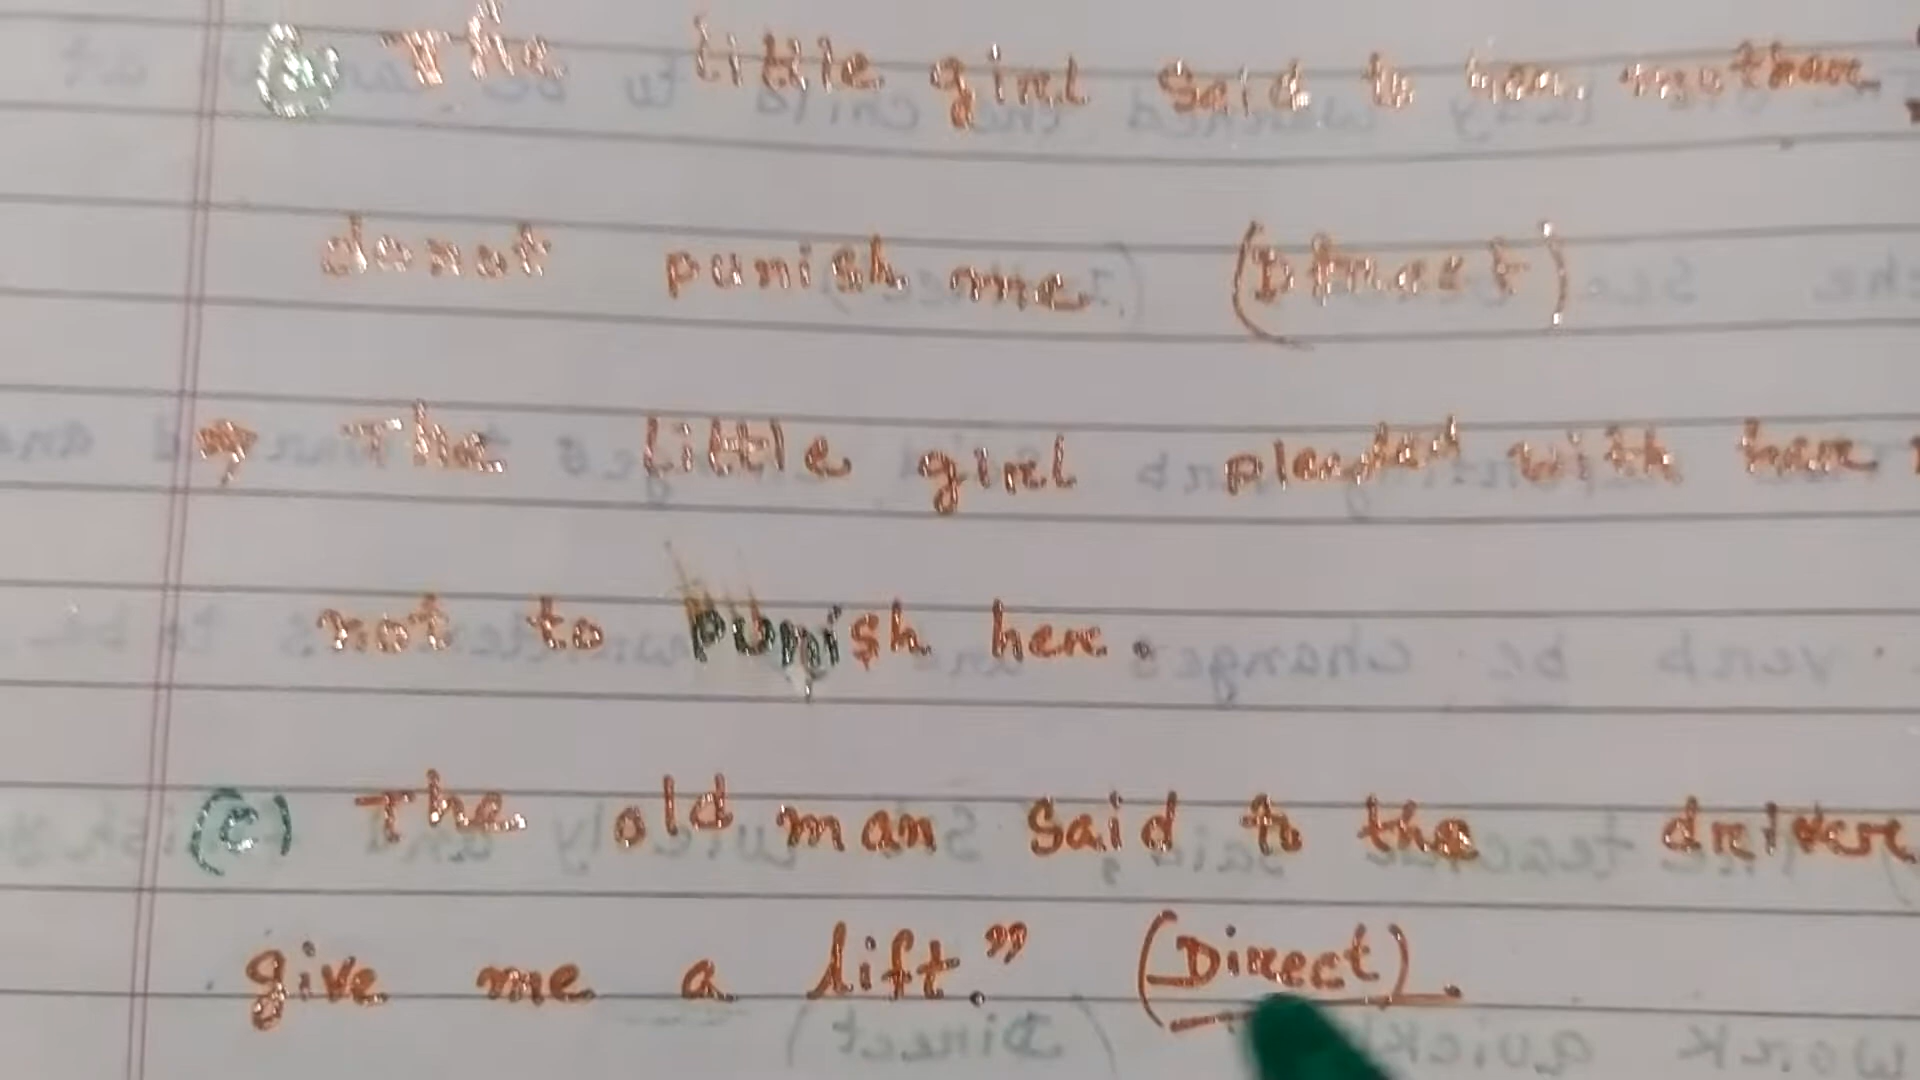 (b) The little girl said to her mother,
donot punish me. (Direct)
⇒ The little girl pleaded with her
not to punish her.
(c) The old man said to the driver
give me a lift." (Direct).